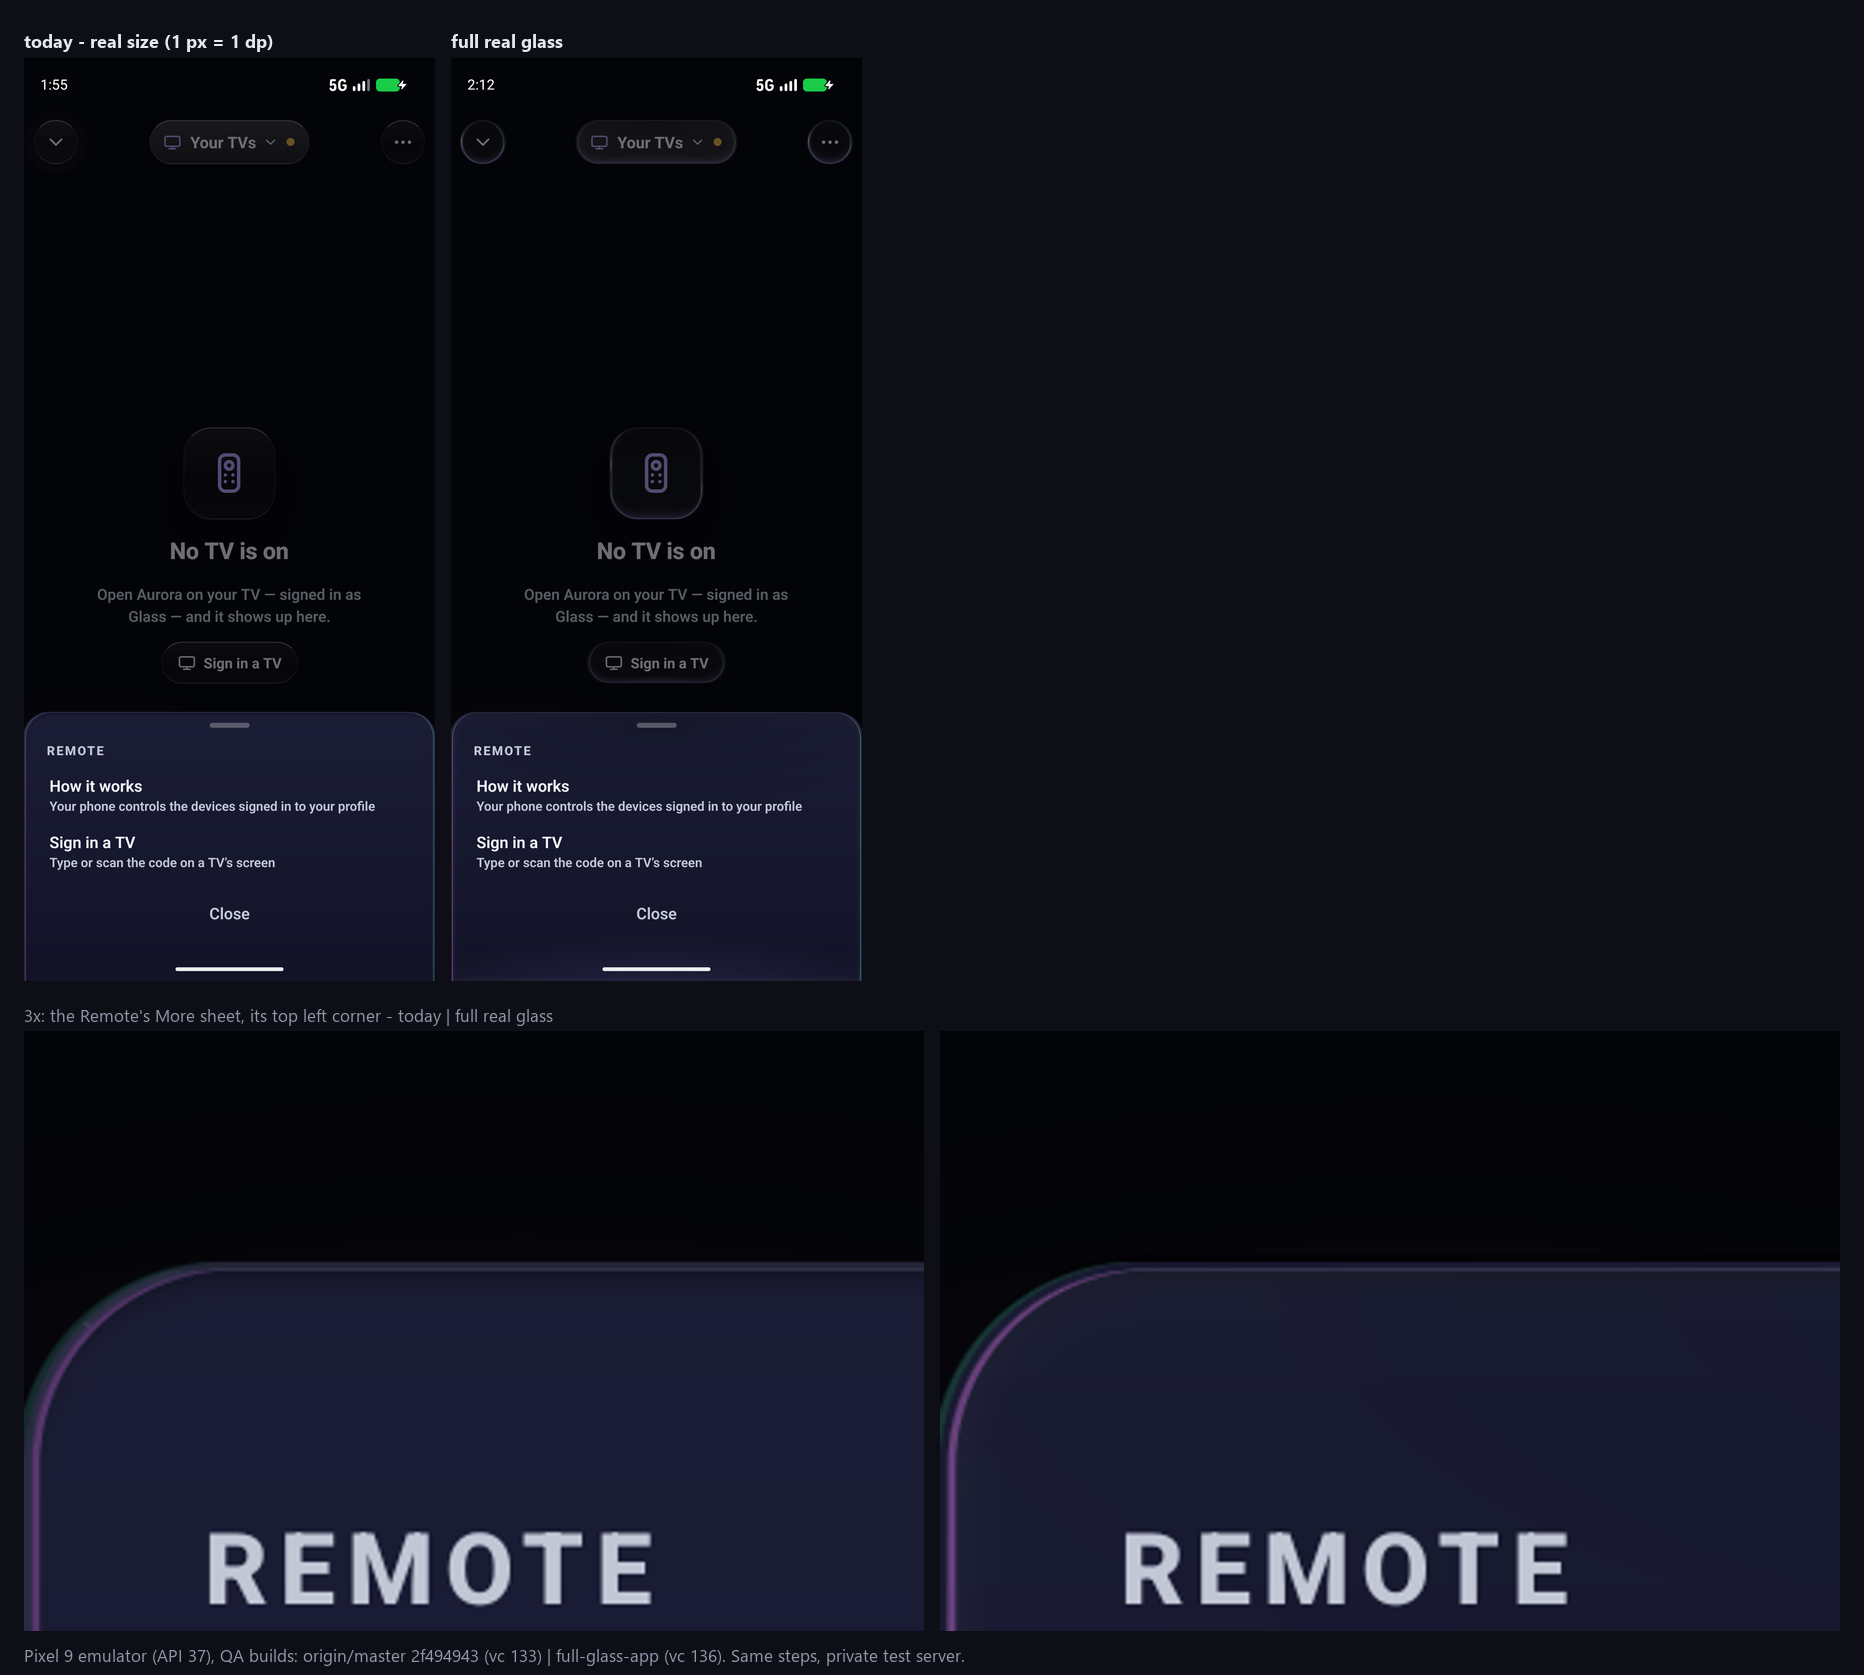 today - real size (1 px = 1 dp)
full real glass
1:55
5G
Your TVs
No TV is on
Open Aurora on your TV — signed in as
Glass — and it shows up here.
Sign in a TV
REMOTE
How it works
Your phone controls the devices signed in to your profile
Sign in a TV
Type or scan the code on a TV's screen
Close
2:12
5G
Your TVs
No TV is on
Open Aurora on your TV — signed in as
Glass — and it shows up here.
Sign in a TV
REMOTE
How it works
Your phone controls the devices signed in to your profile
Sign in a TV
Type or scan the code on a TV's screen
Close
3x: the Remote's More sheet, its top left corner - today | full real glass
REMOTE
REMOTE
Pixel 9 emulator (API 37), QA builds: origin/master 2f494943 (vc 133) | full-glass-app (vc 136). Same steps, private test server.